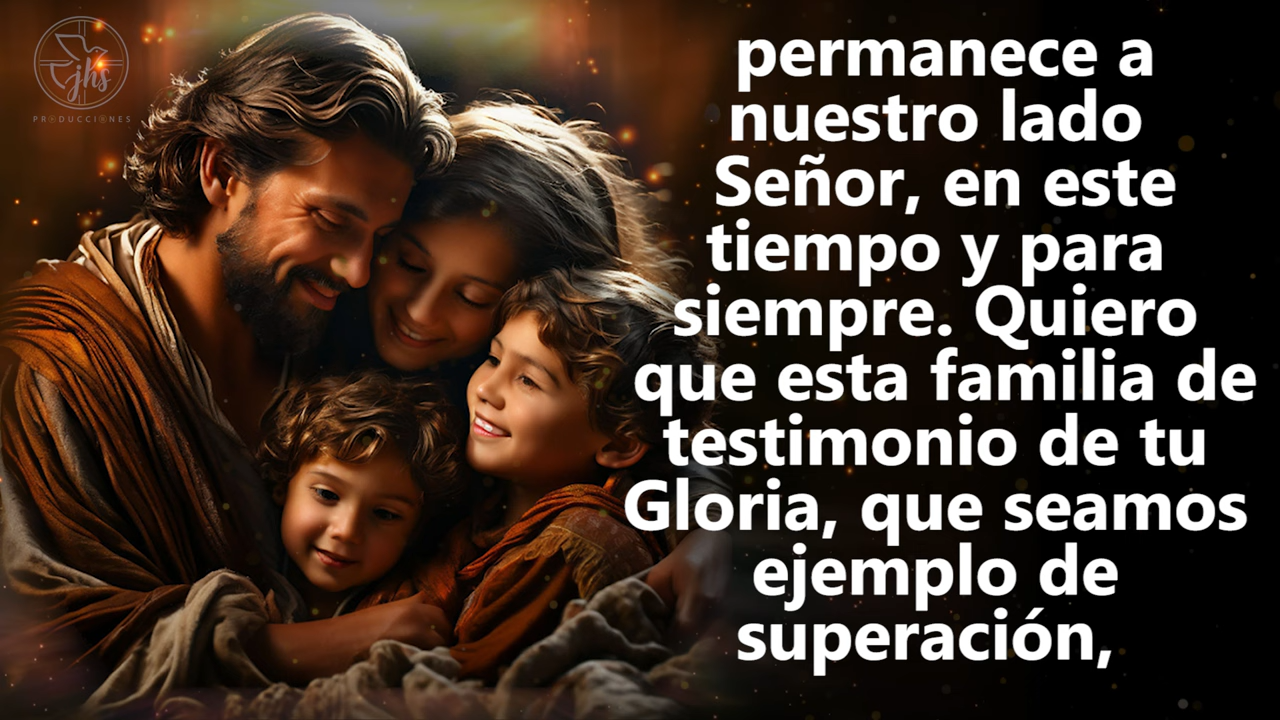 jhs
PRODUCCIONES
permanece a
nuestro lado
Señor, en este
tiempo y para
siempre. Quiero
que esta familia de
testimonio de tu
Gloria, que seamos
ejemplo de
superación,